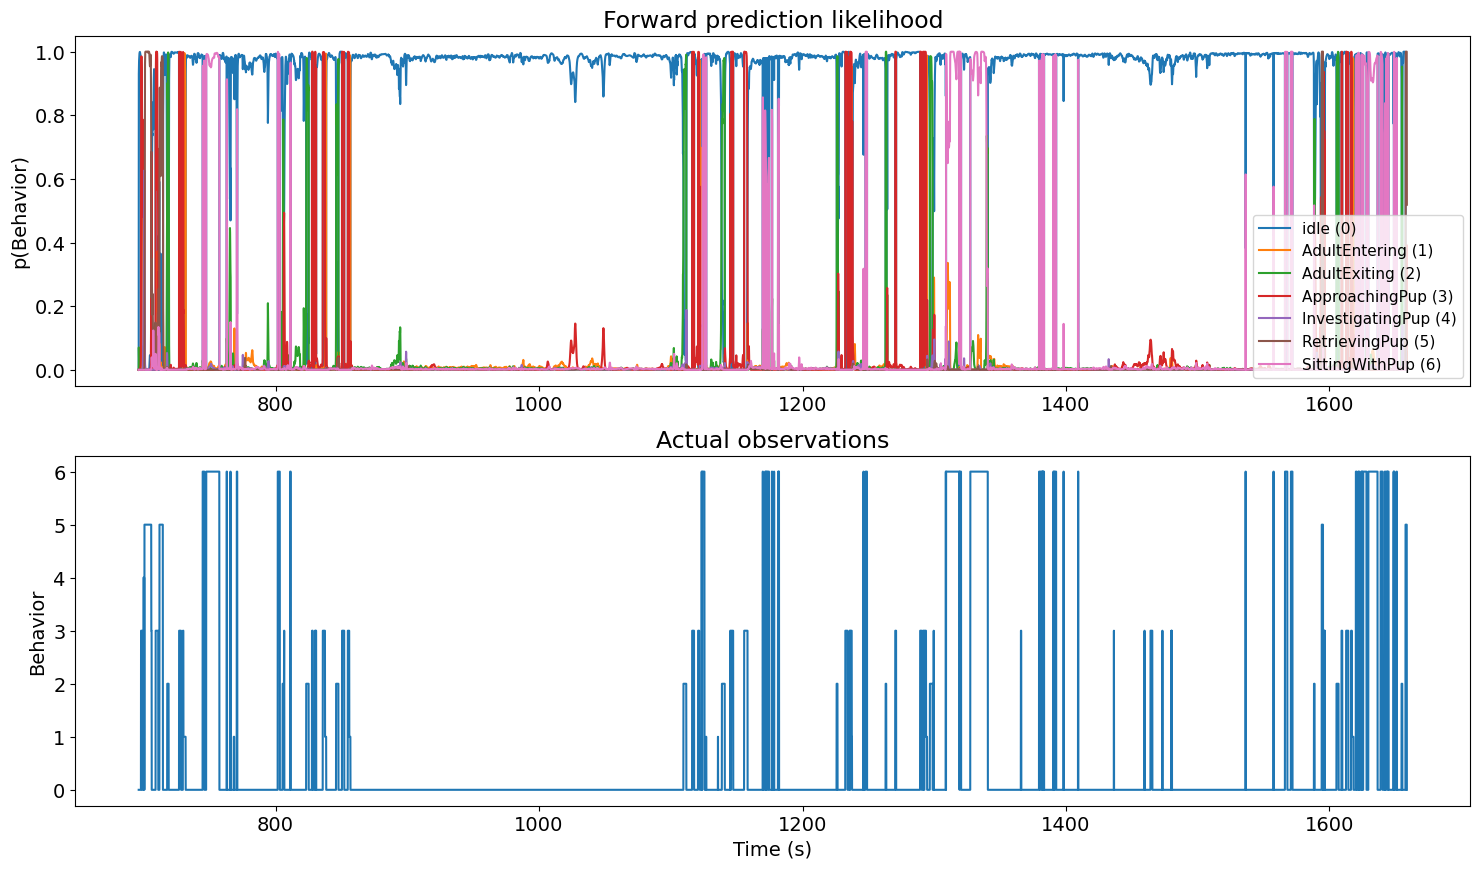 Forward prediction likelihood
p(Behavior)
1.0
0.8
0.6
0.4
0.2
0.0
800
1000
1200
1400
1600
idle (0)
AdultEntering (1)
AdultExiting (2)
ApproachingPup (3)
InvestigatingPup (4)
RetrievingPup (5)
SittingWithPup (6)
Actual observations
Behavior
6
5
4
3
2
1
0
800
1000
1200
1400
1600
Time (s)